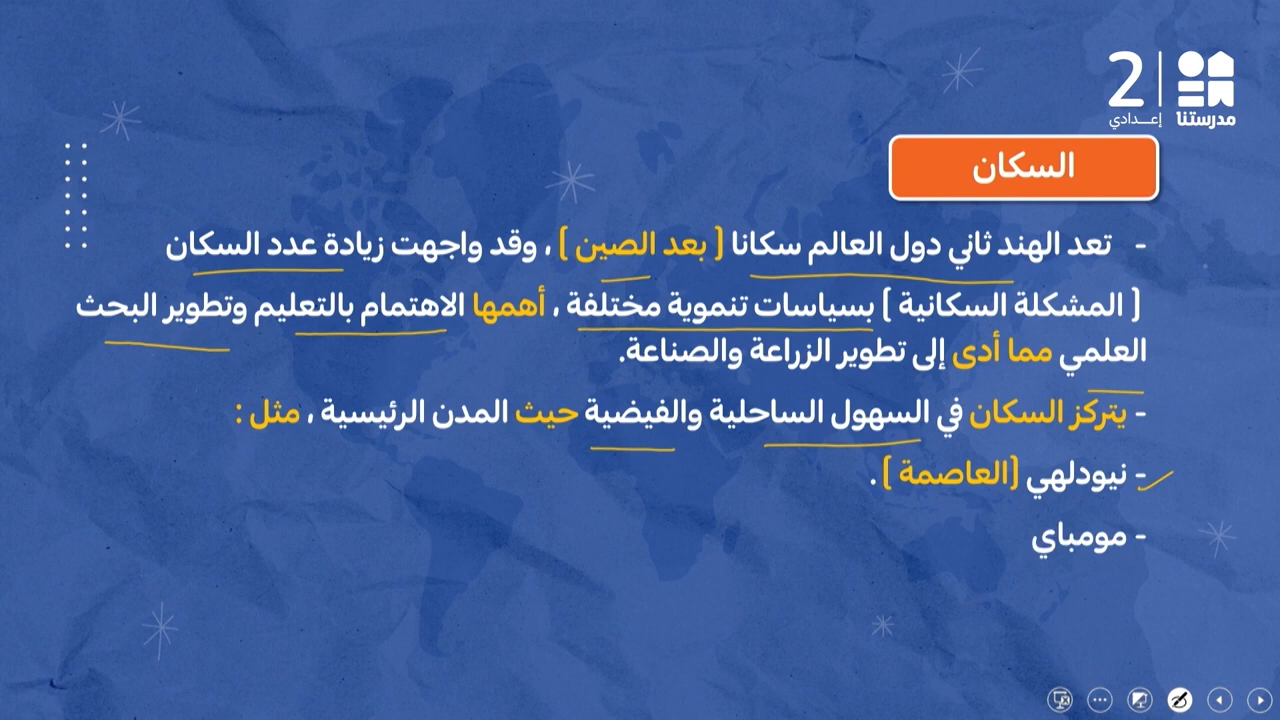 مدرستنا
2
إعـدادي
السكان
- تعد الهند ثاني دول العالم سكانا ( بعد الصين ) ، وقد واجهت زيادة عدد السكان
( المشكلة السكانية ) بسياسات تنموية مختلفة ، أهمها الاهتمام بالتعليم وتطوير البحث
العلمي مما أدى إلى تطوير الزراعة والصناعة.
- يتركز السكان في السهول الساحلية والفيضية حيث المدن الرئيسية ، مثل :
- نيودلهي (العاصمة ) .
- مومباي